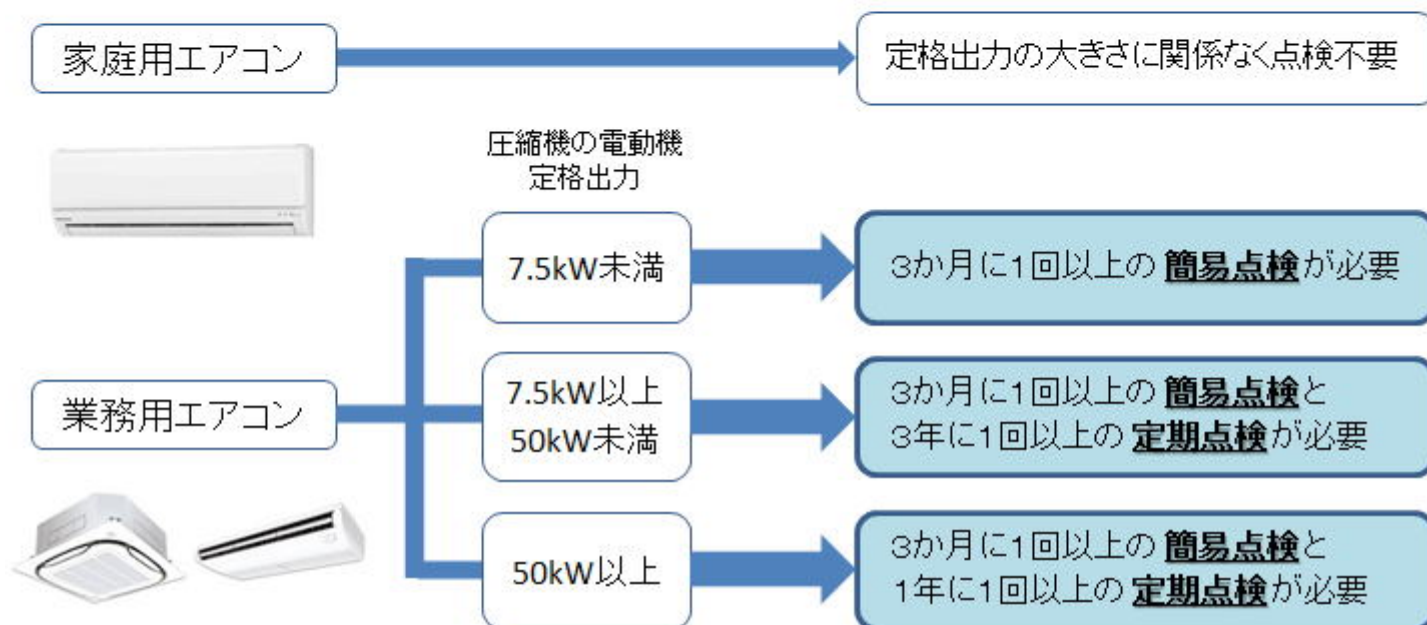 家庭用エアコン
定格出力の大きさに関係なく点検不要
圧縮機の電動機
定格出力
7.5kW未満
3か月に1回以上の 簡易点検が必要
業務用エアコン
7.5kW以上
50kW未満
3か月に1回以上の 簡易点検と
3年に1回以上の 定期点検が必要
50kW以上
3か月に1回以上の 簡易点検と
1年に1回以上の 定期点検が必要